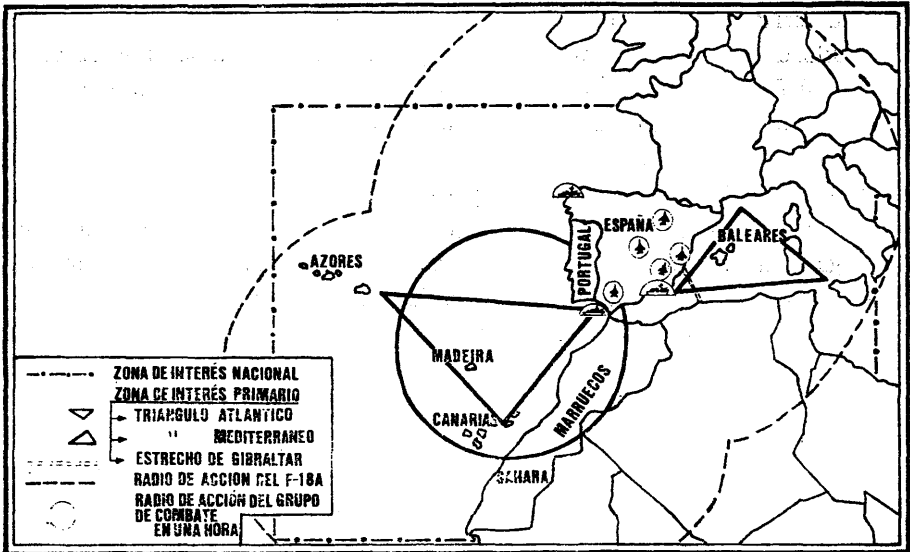 AZORES
PORTUGAL
ESPAÑA
BALEARES
MADEIRA
CANARIAS
MARRUECOS
SAHARA
ZONA DE INTERÉS NACIONAL
ZONA DE INTERÉS PRIMARIO
TRIANGULO ATLANTICO
" MEDITERRANEO
ESTRECHO DE GIBRALTAR
RADIO DE ACCION DEL F-18A
RADIO DE ACCIÓN DEL GRUPO
DE COMBATE
EN UNA HORA